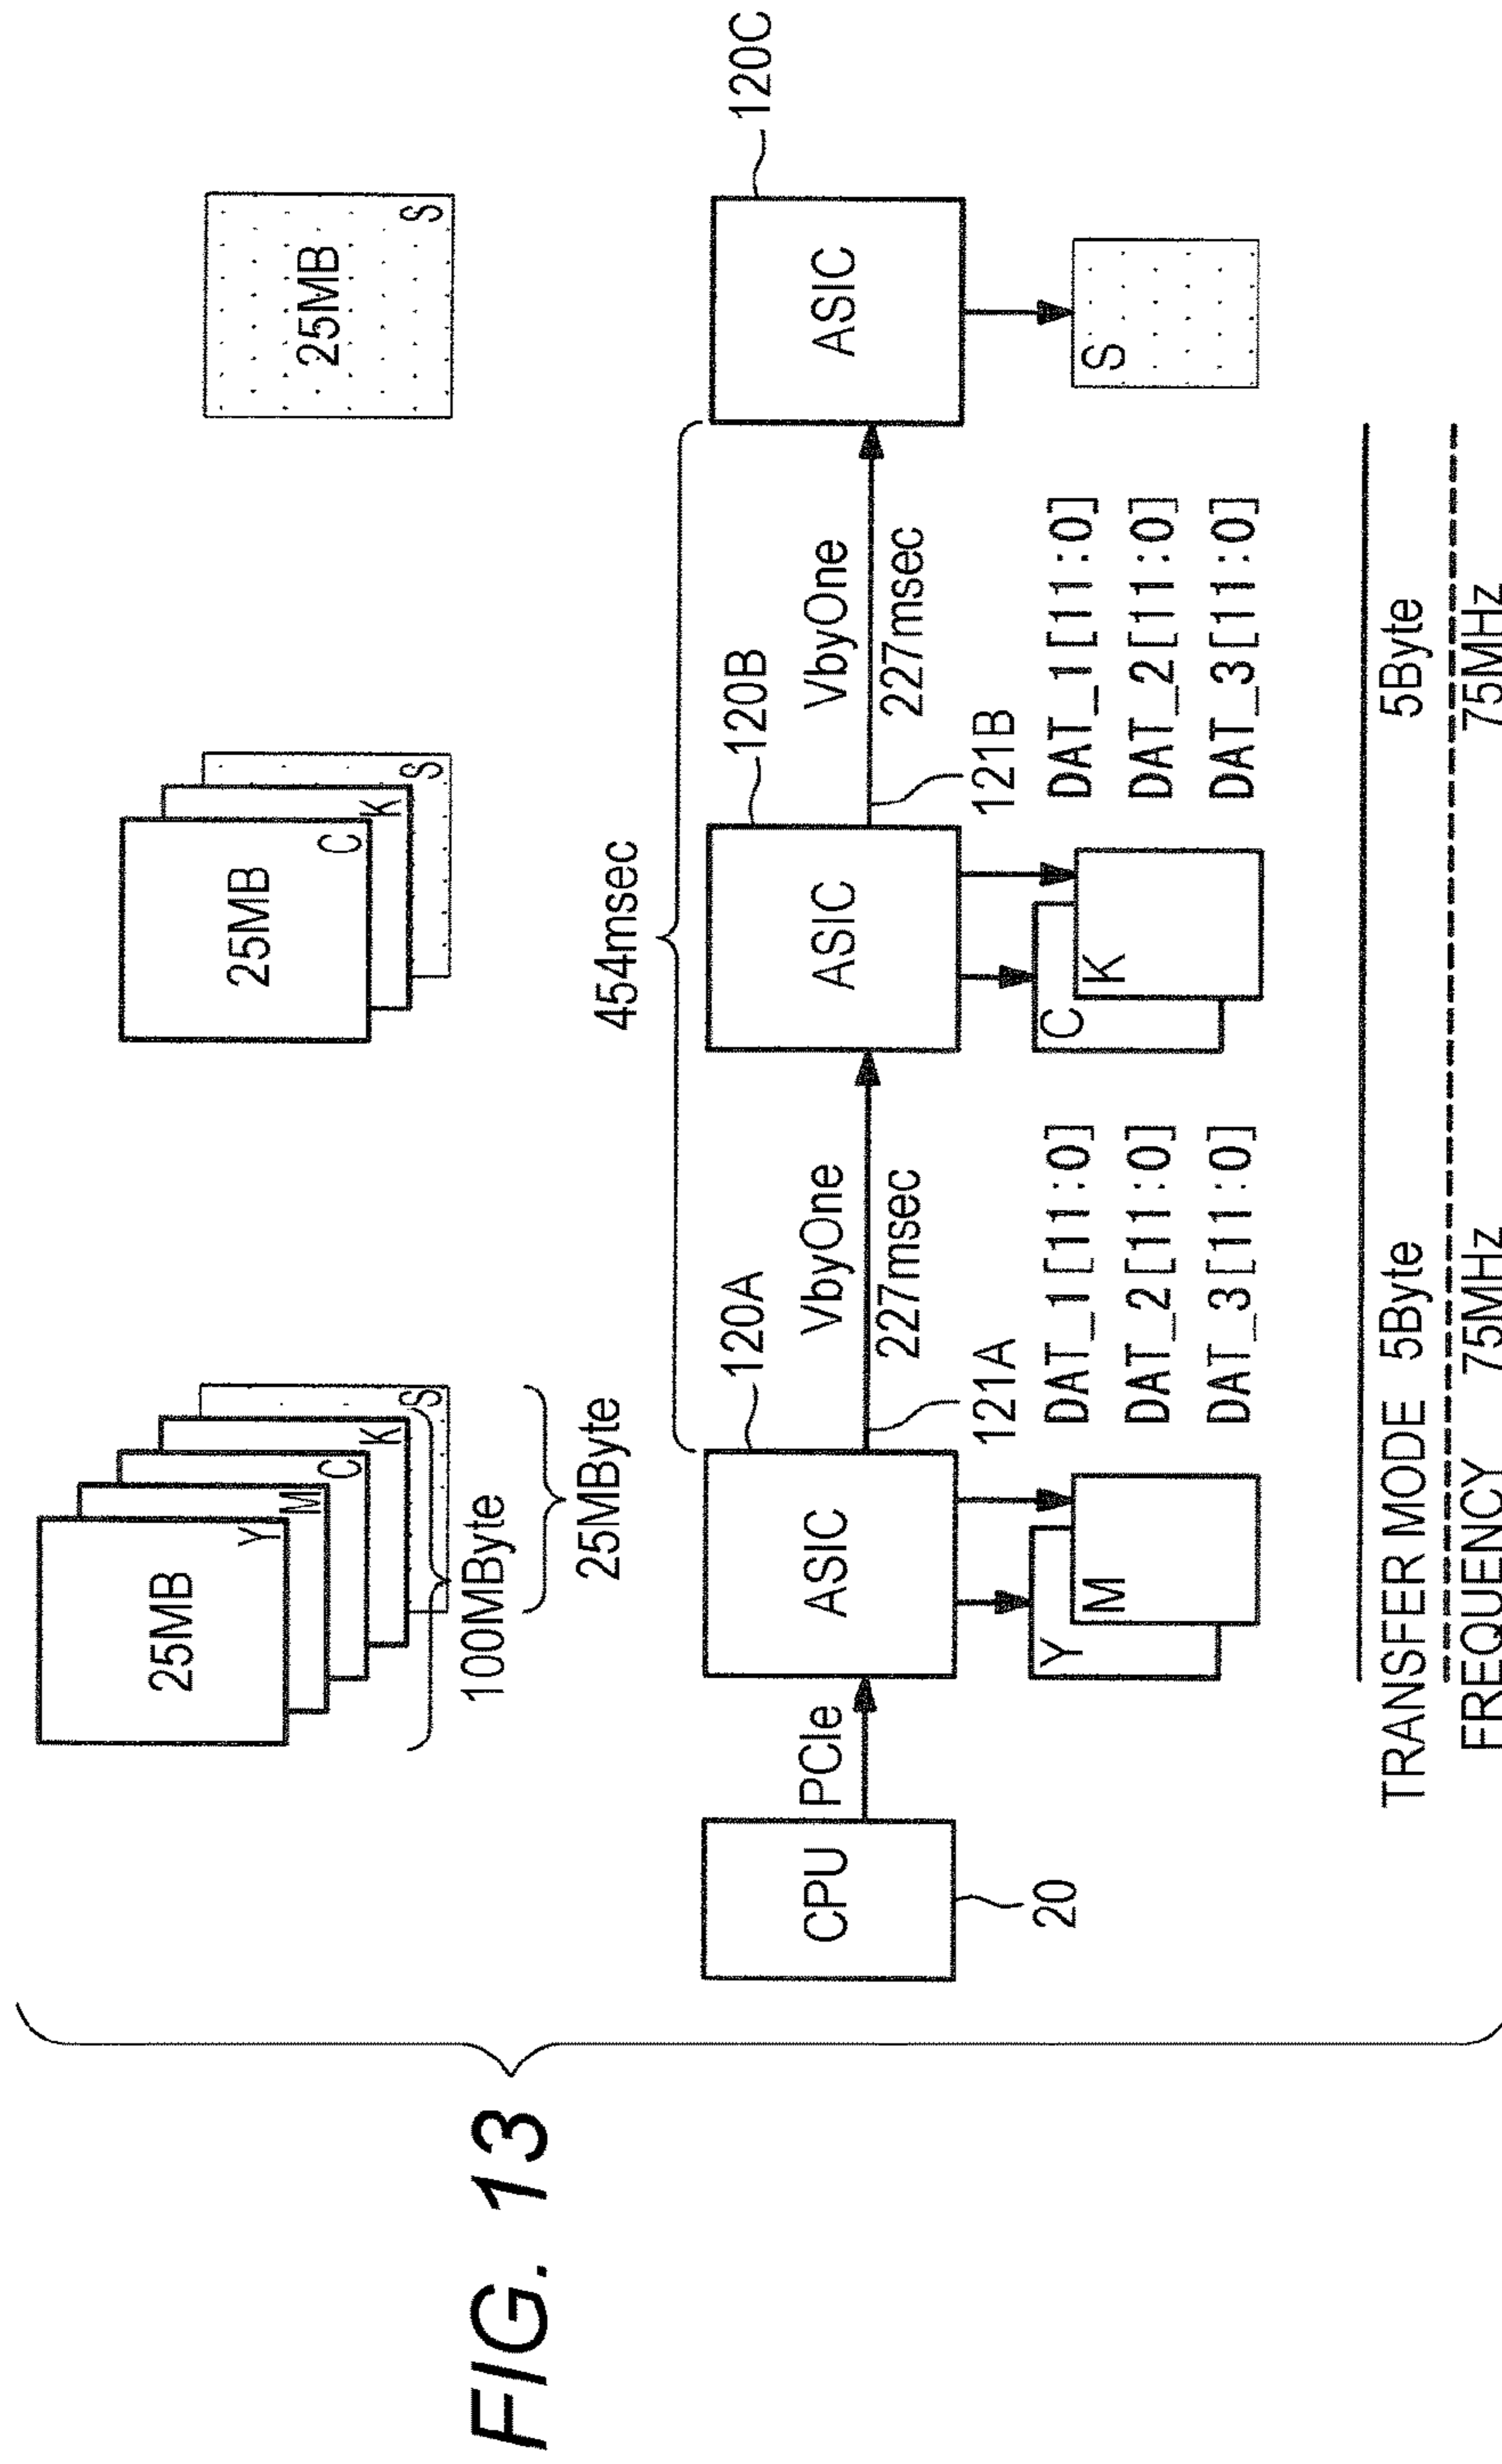 FIG. 13
25MB
Y
M
C
K
S
100MByte
25MByte
25MB
C
K
S
25MB
S
454msec
CPU
20
PCIe
ASIC
120A
VbyOne
227msec
121A
ASIC
120B
VbyOne
227msec
121B
ASIC
120C
Y
M
DAT_1[11:0]
DAT_2[11:0]
DAT_3[11:0]
C
K
DAT_1[11:0]
DAT_2[11:0]
DAT_3[11:0]
S
TRANSFER MODE 5Byte 5Byte
FREQUENCY 75MHz 75MHz